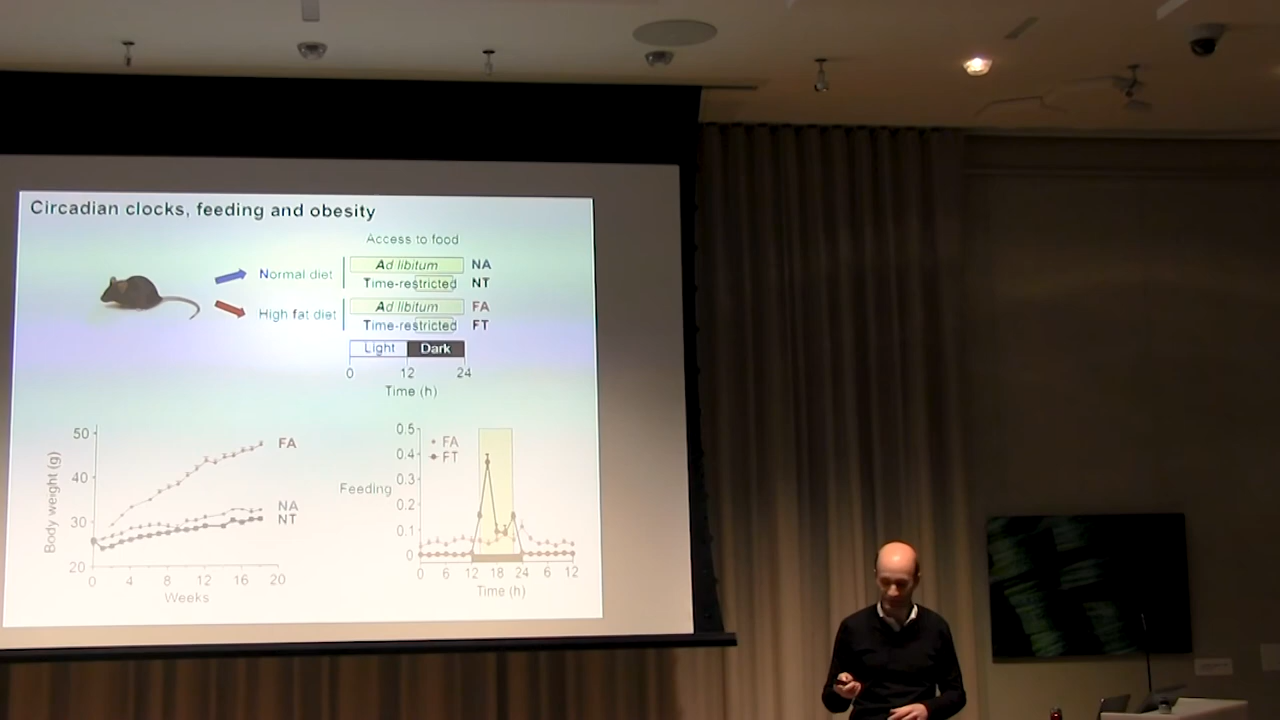 Circadian clocks, feeding and obesity
Access to food
Normal diet
Ad libitum NA
Time-restricted NT
High fat diet
Ad libitum FA
Time-restricted FT
Light Dark
0 12 24
Time (h)
50
40
30
20
Body weight (g)
FA
NA
NT
0 4 8 12 16 20
Weeks
0.5
0.4
0.3
0.2
0.1
0
Feeding
FA
FT
0 6 12 18 24 6 12
Time (h)